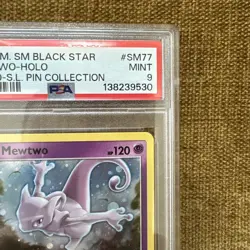 M. SM BLACK STAR #SM77
WO-HOLO MINT
-S.L. PIN COLLECTION 9
PSA 138239530
Mewtwo HP120